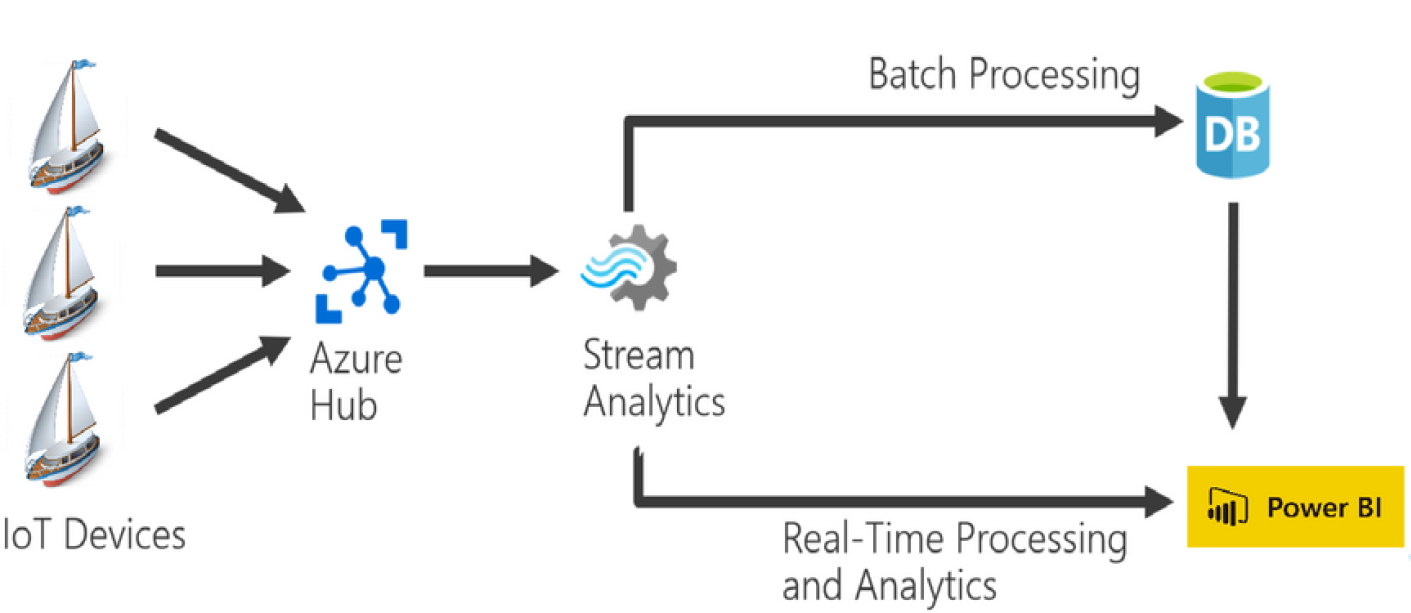 Batch Processing
DB
Azure
Hub
Stream
Analytics
Power BI
IoT Devices
Real-Time Processing
and Analytics